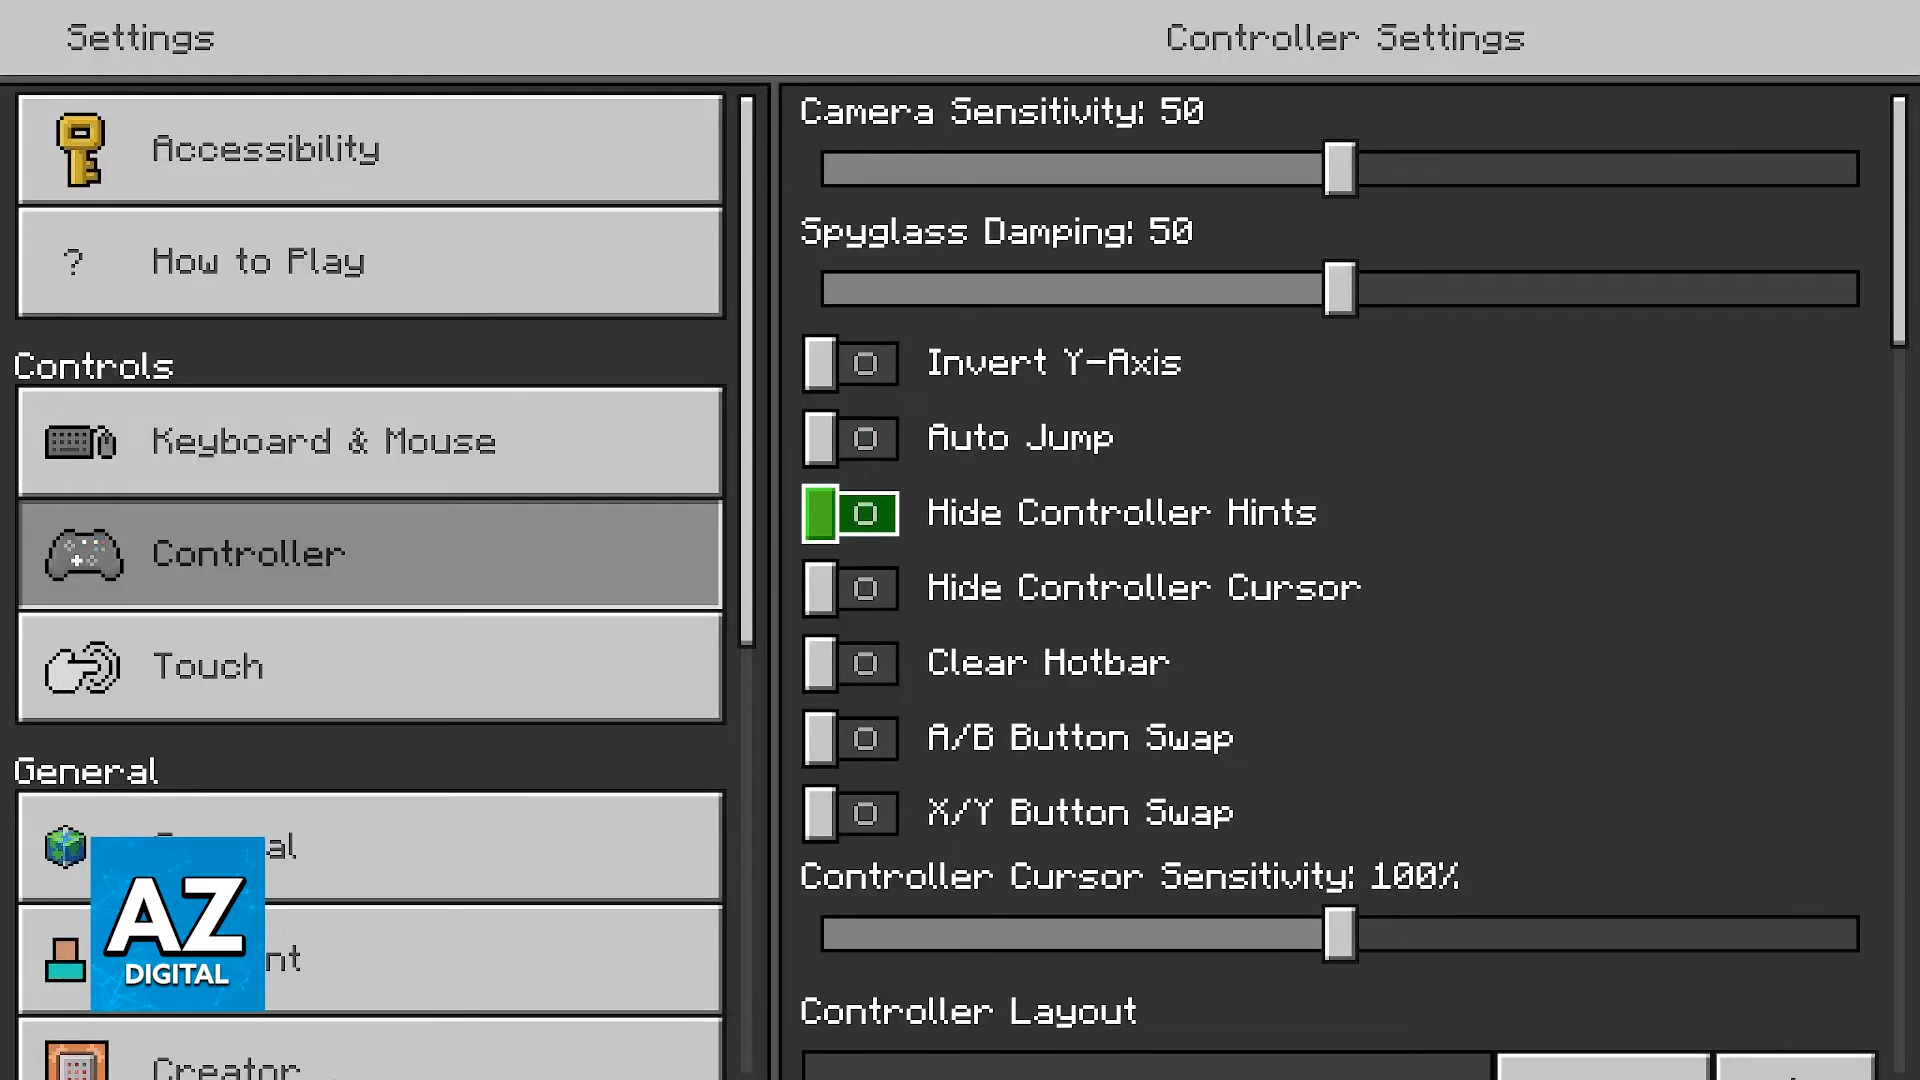 Settings
Controller Settings
Accessibility
? How to Play
Controls
Keyboard & Mouse
Controller
Touch
General
al
nt
Creator
AZ
DIGITAL
Camera Sensitivity: 50
Spyglass Damping: 50
Invert Y-Axis
Auto Jump
Hide Controller Hints
Hide Controller Cursor
Clear Hotbar
A/B Button Swap
X/Y Button Swap
Controller Cursor Sensitivity: 100%
Controller Layout